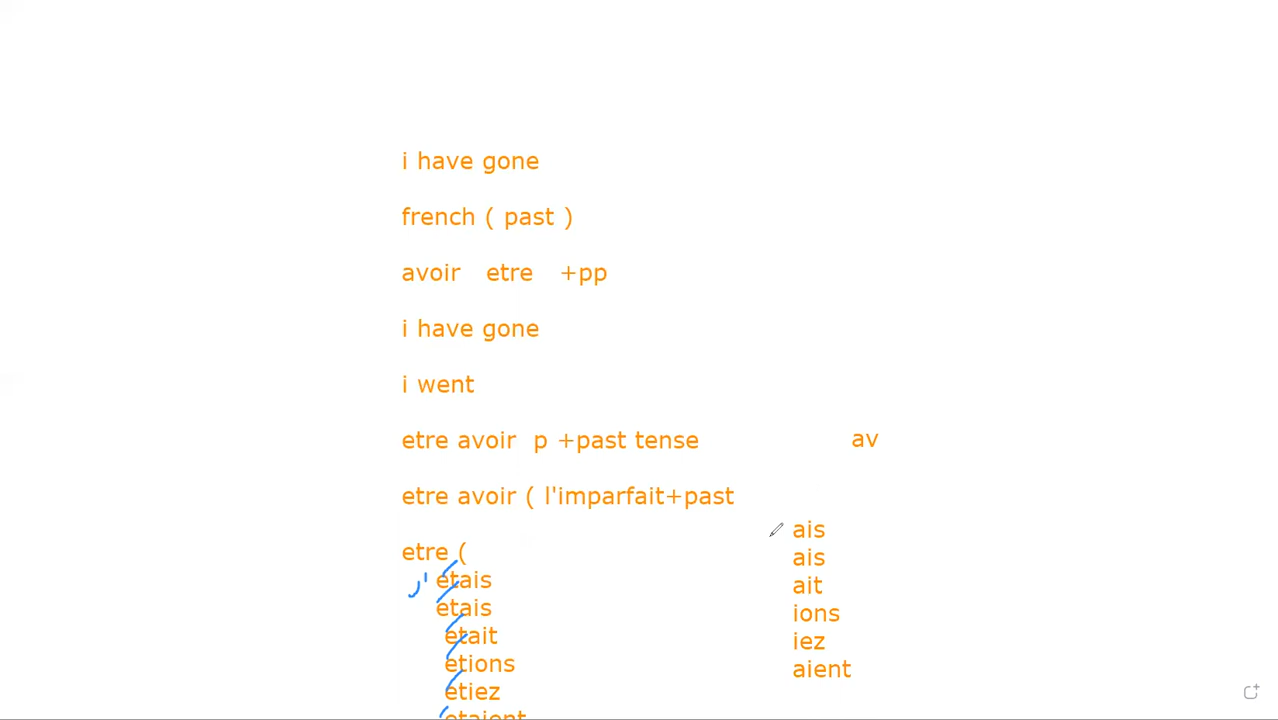 i have gone
french ( past )
avoir etre +pp
i have gone
i went
etre avoir p +past tense av
etre avoir ( l'imparfait+past
etre (
j' etais
etais
etait
etions
etiez
etaient
ais
ais
ait
ions
iez
aient